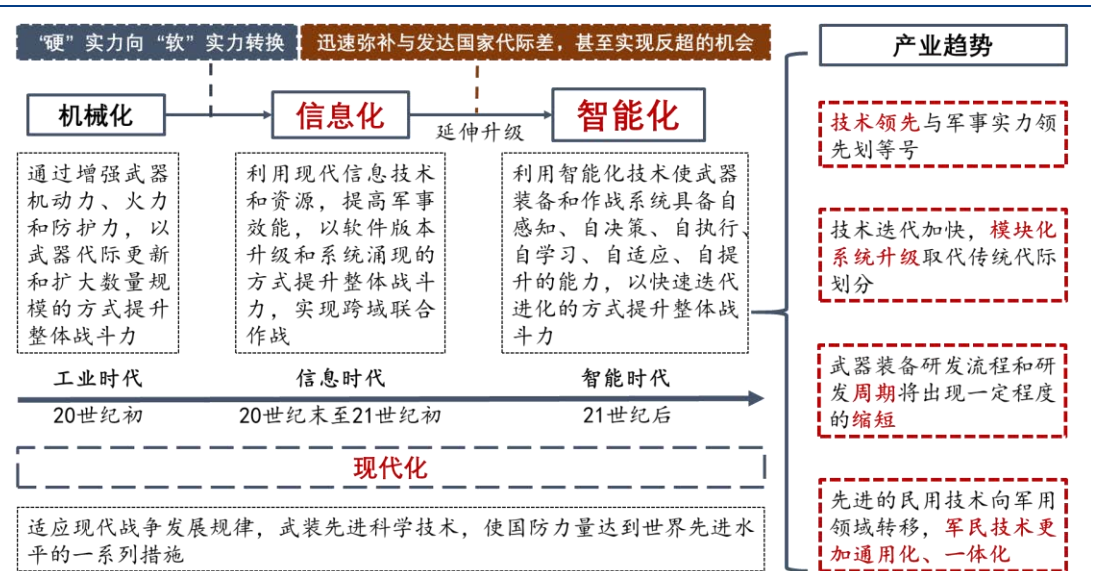 “硬”实力向“软”实力转换
迅速弥补与发达国家代际差，甚至实现反超的机会
机械化
信息化
延伸升级
智能化
通过增强武器
机动力、火力
和防护力，以
武器代际更新
和扩大数量规
模的方式提升
整体战斗力
利用现代信息技术
和资源，提高军事
效能，以软件版本
升级和系统涌现的
方式提升整体战斗
力，实现跨域联合
作战
利用智能化技术使武器
装备和作战系统具备自
感知、自决策、自执行、
自学习、自适应、自提
升的能力，以快速迭代
进化的方式提升整体战
斗力
工业时代
信息时代
智能时代
20世纪初
20世纪末至21世纪初
21世纪后
现代化
适应现代战争发展规律，武装先进科学技术，使国防力量达到世界先进水
平的一系列措施
产业趋势
技术领先与军事实力领
先划等号
技术迭代加快，模块化
系统升级取代传统代际
划分
武器装备研发流程和研
发周期将出现一定程度
的缩短
先进的民用技术向军用
领域转移，军民技术更
加通用化、一体化